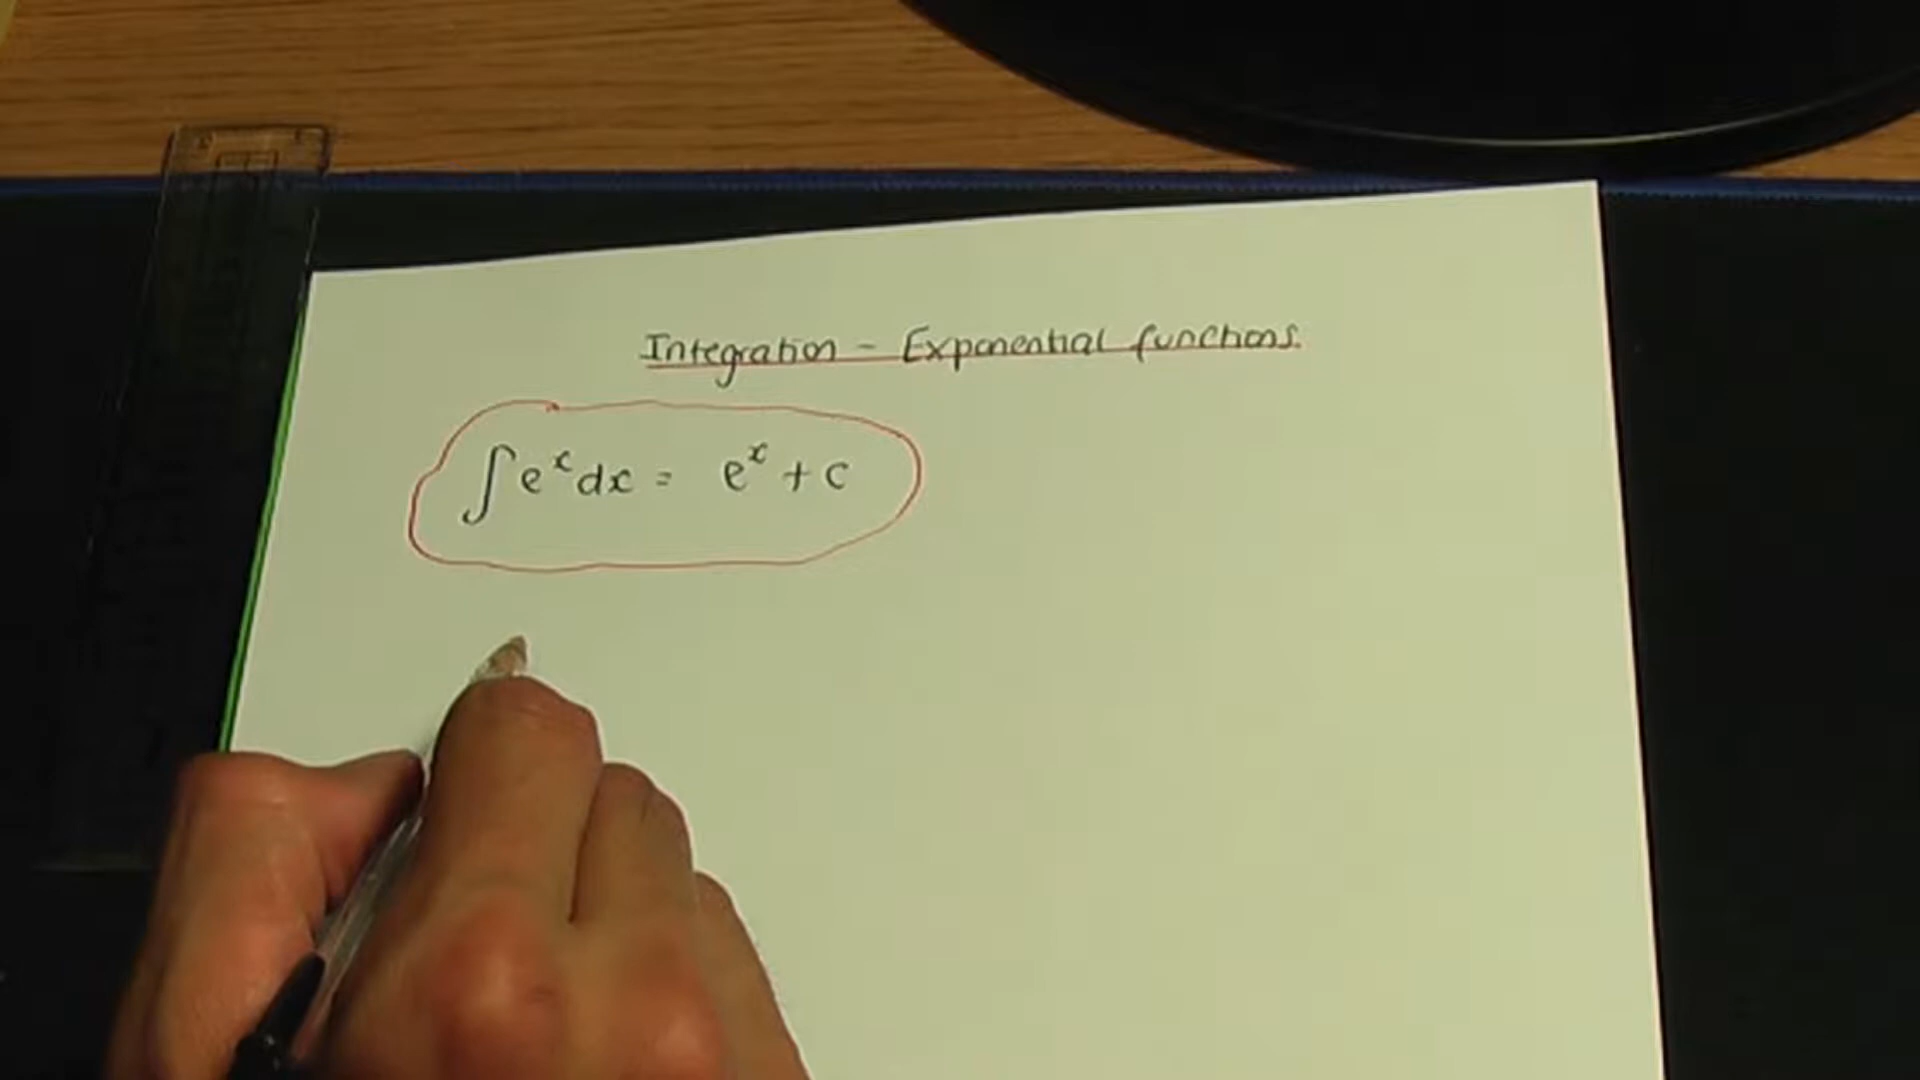 Integration - Exponential functions.
∫e^x dx = e^x + c